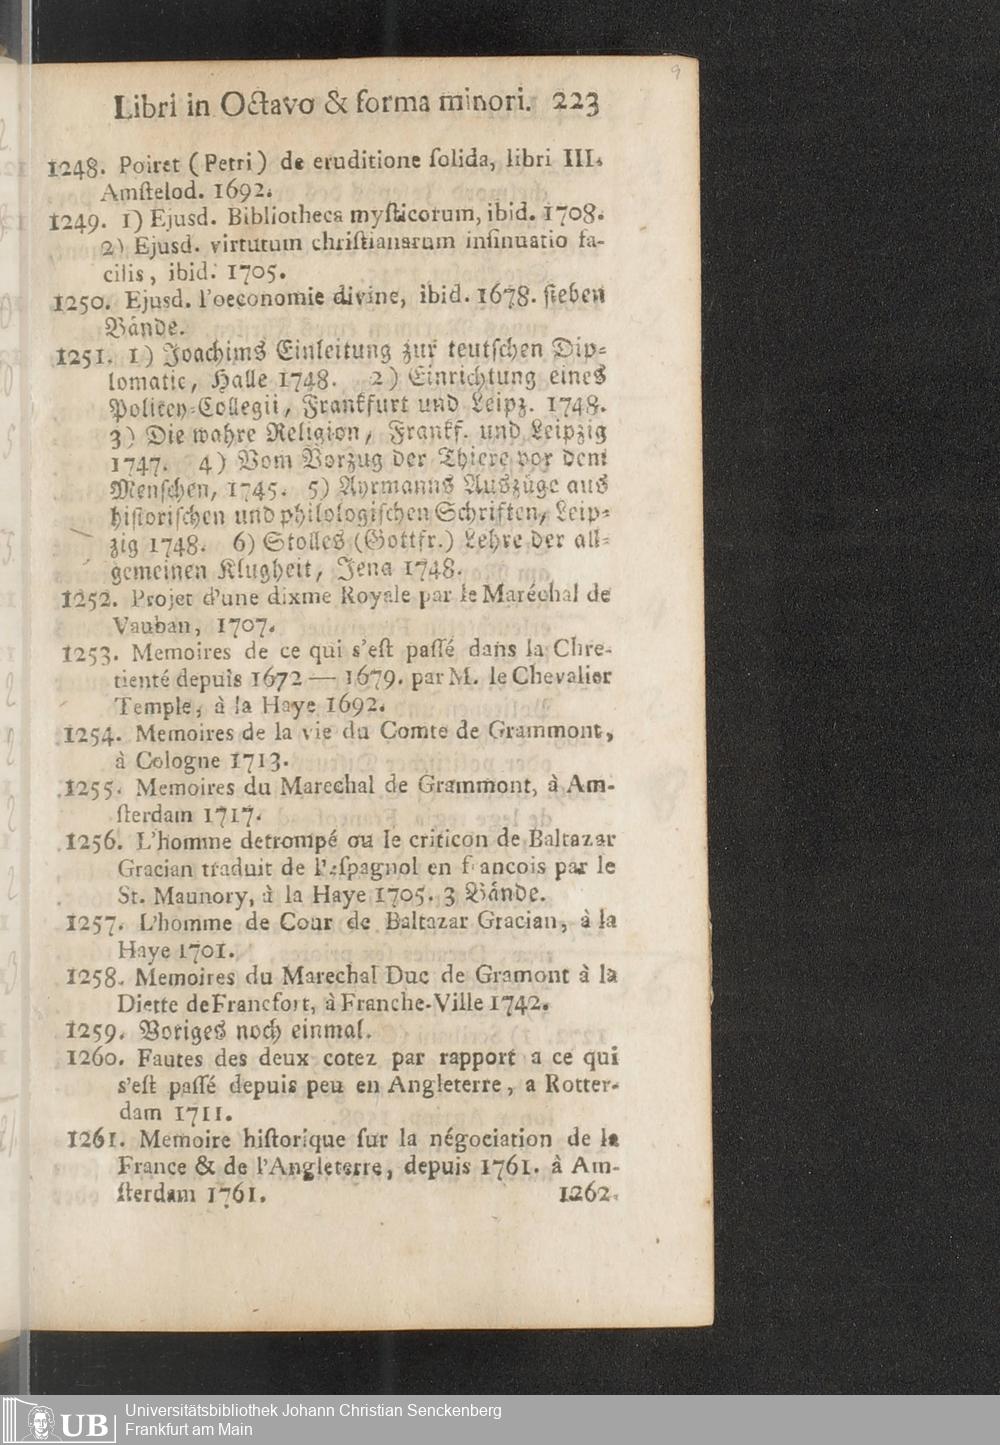 9
Libri in Octavo & forma minori. 223
1248. Poiret (Petri) de eruditione ſolida, libri III.
Amſtelod. 1692.
1249. 1) Ejusd. Bibliotheca myſticorum, ibid. 1708.
2) Ejusd. virtutum chriſtianarum inſinuatio fa-
cilis, ibid. 1705.
1250. Ejusd. l'oeconomie divine, ibid. 1678. ſieben
Bände.
1251. 1) Joachims Einleitung zur teutſchen Dip-
lomatic, Halle 1748. 2) Einrichtung eines
Policey-Collegii, Frankfurt und Leipz. 1748.
3) Die wahre Religion, Frankf. und Leipzig
1747. 4) Vom Vorzug der Thiere vor dem
Menſchen, 1745. 5) Ayrmanns Auszüge aus
hiſtoriſchen und philologiſchen Schriften, Leip-
zig 1748. 6) Stolles (Gottfr.) Lehre der all-
gemeinen Klugheit, Jena 1748.
1252. Projet d'une dixme Royale par le Maréchal de
Vauban, 1707.
1253. Memoires de ce qui s'eſt paſſé dans la Chre-
tienté depuis 1672 — 1679. par M. le Chevalier
Temple, à la Haye 1692.
1254. Memoires de la vie du Comte de Grammont,
à Cologne 1713.
1255. Memoires du Marechal de Grammont, à Am-
ſterdam 1717.
1256. L'homme detrompé ou le criticon de Baltazar
Gracian traduit de l'eſpagnol en francois par le
St. Maunory, à la Haye 1705. 3 Bände.
1257. L'homme de Cour de Baltazar Gracian, à la
Haye 1701.
1258. Memoires du Marechal Duc de Gramont à la
Diette de Francfort, à Franche-Ville 1742.
1259. Voriges noch einmal.
1260. Fautes des deux cotez par rapport a ce qui
s'eſt paſſé depuis peu en Angleterre, a Rotter-
dam 1711.
1261. Memoire hiſtorique ſur la négociation de la
France & de l'Angleterre, depuis 1761. à Am-
ſterdam 1761. 1262.
UB Universitätsbibliothek Johann Christian Senckenberg
Frankfurt am Main